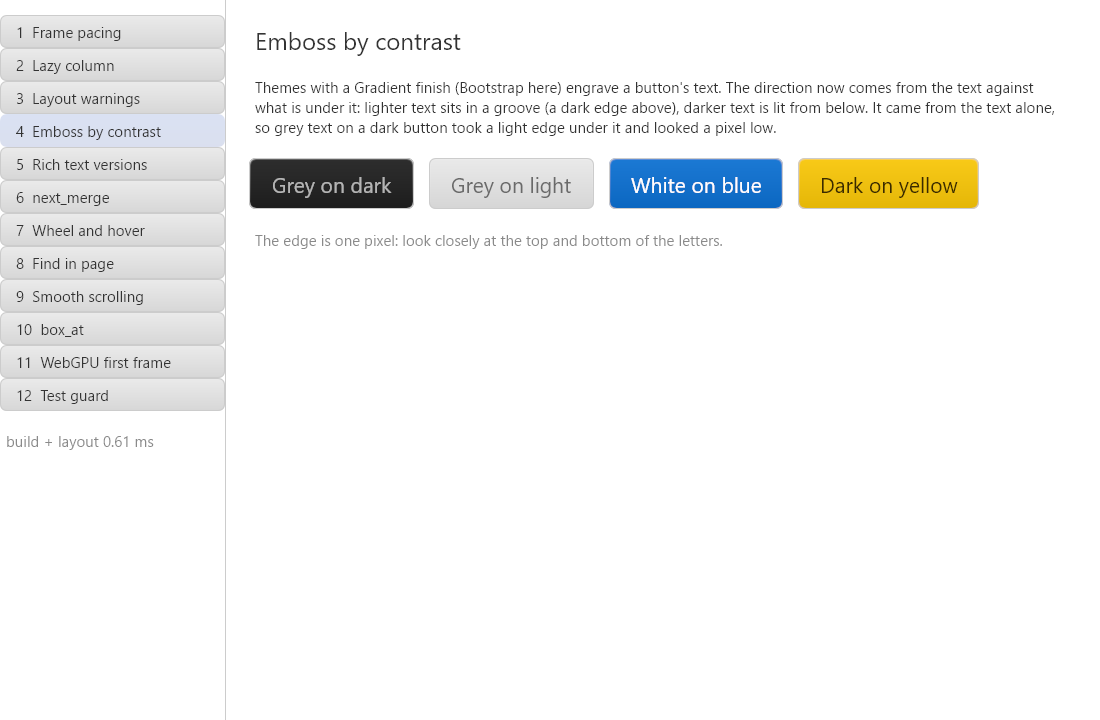 1 Frame pacing
2 Lazy column
3 Layout warnings
4 Emboss by contrast
5 Rich text versions
6 next_merge
7 Wheel and hover
8 Find in page
9 Smooth scrolling
10 box_at
11 WebGPU first frame
12 Test guard
build + layout 0.61 ms
Emboss by contrast
Themes with a Gradient finish (Bootstrap here) engrave a button's text. The direction now comes from the text against
what is under it: lighter text sits in a groove (a dark edge above), darker text is lit from below. It came from the text alone,
so grey text on a dark button took a light edge under it and looked a pixel low.
Grey on dark
Grey on light
White on blue
Dark on yellow
The edge is one pixel: look closely at the top and bottom of the letters.